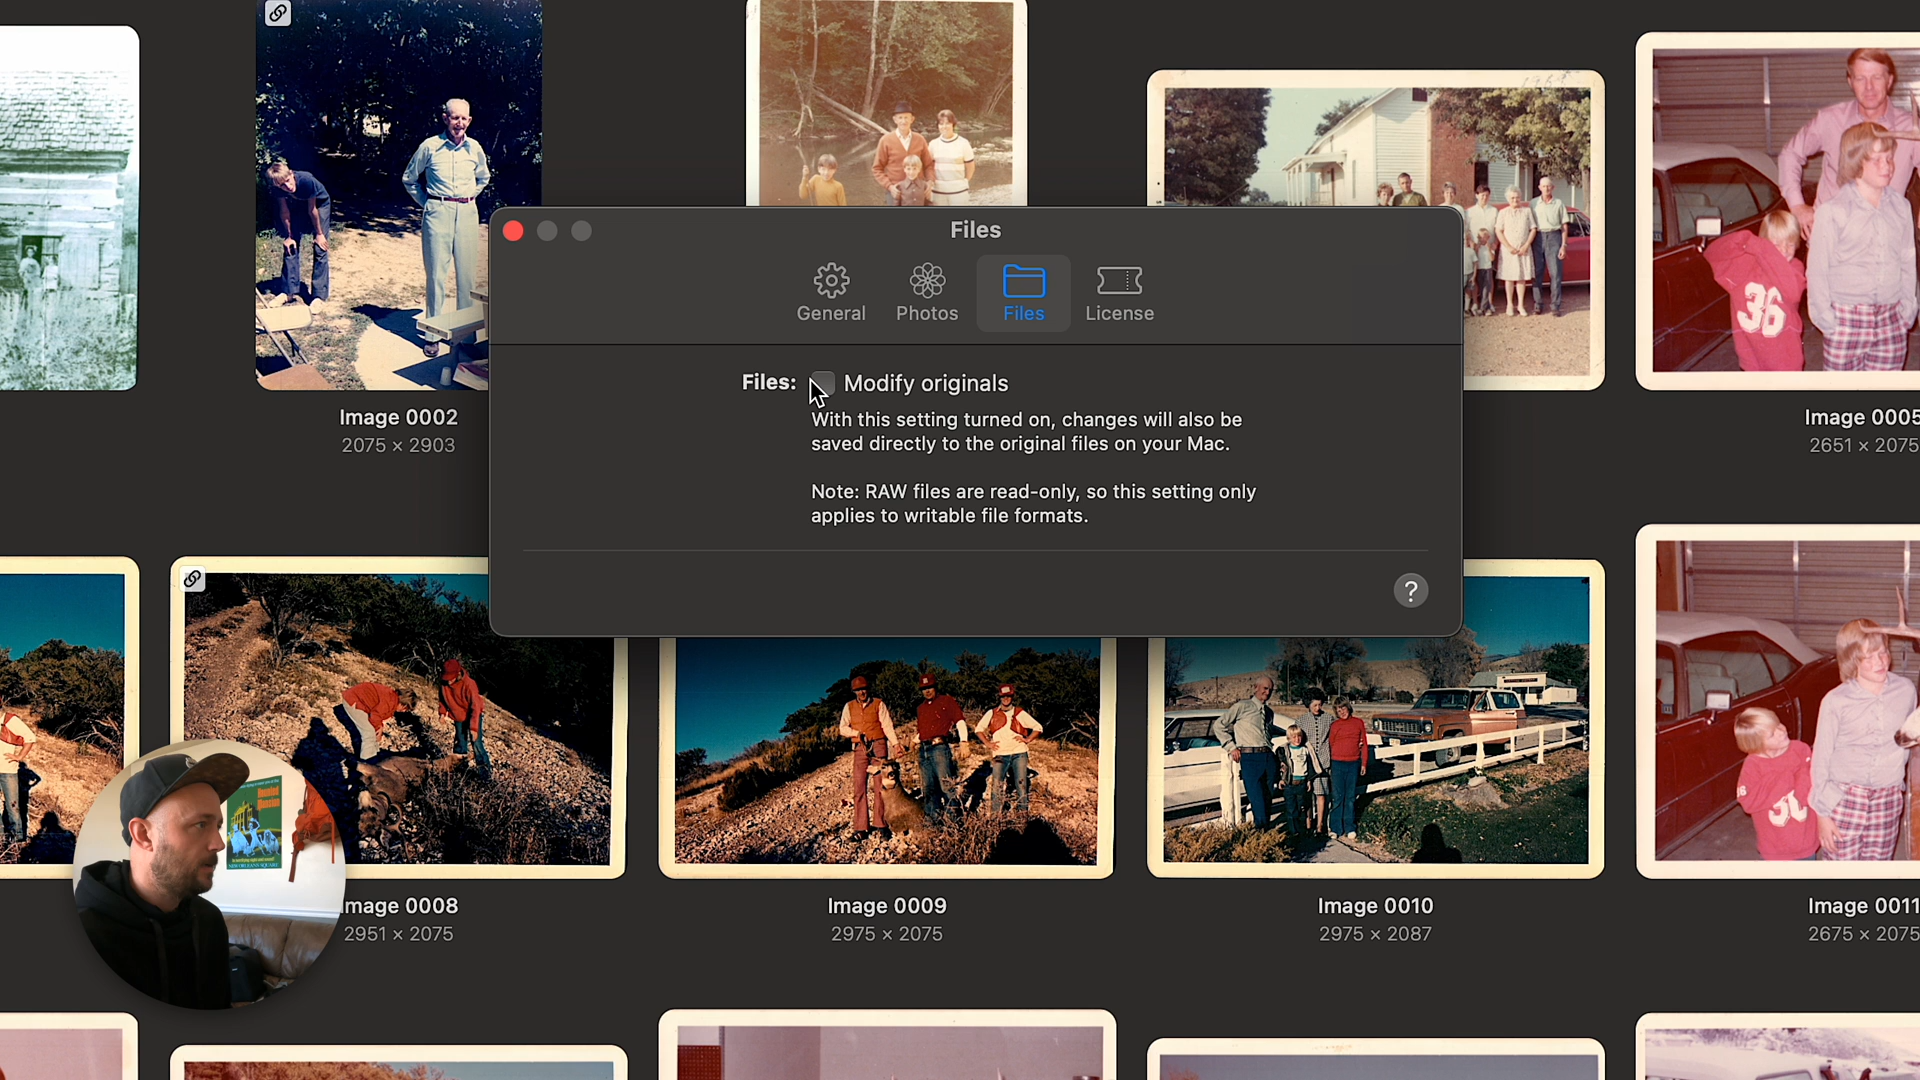 Files
General
Photos
Files
License
Files:
Modify originals
With this setting turned on, changes will also be
saved directly to the original files on your Mac.
Note: RAW files are read-only, so this setting only
applies to writable file formats.
?
36
Image 0002
2075 × 2903
Image 0005
2651 × 2075
Haunted
Mansion
mage 0008
2951 × 2075
Image 0009
2975 × 2075
Image 0010
2975 × 2087
Image 0011
2675 × 2075